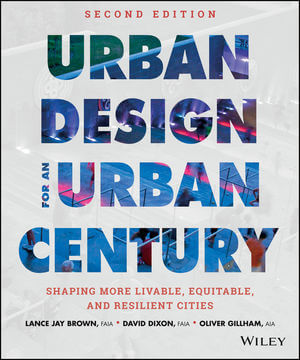 SECOND EDITION
URBAN
DESIGN
FOR AN
URBAN
CENTURY
SHAPING MORE LIVABLE, EQUITABLE,
AND RESILIENT CITIES
LANCE JAY BROWN, FAIA • DAVID DIXON, FAIA • OLIVER GILLHAM, AIA
WILEY